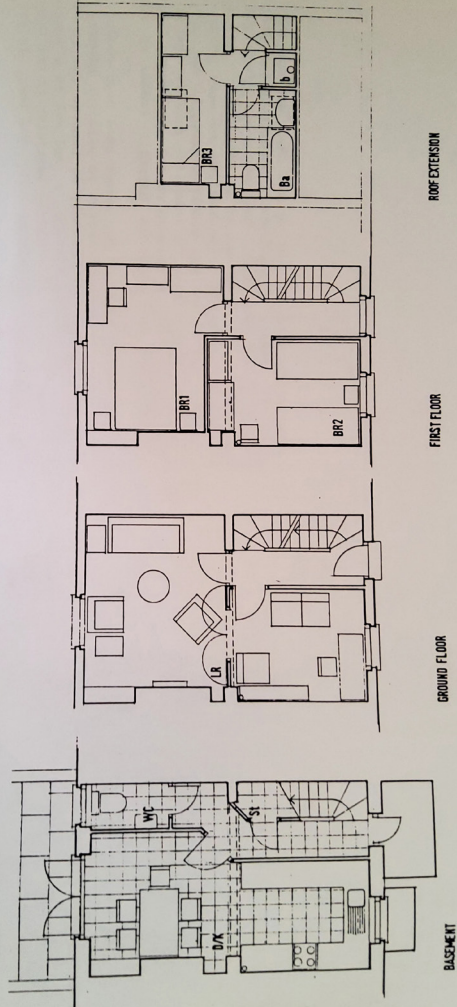 BASEMENT
D/K
WC
St
GROUND FLOOR
LR
FIRST FLOOR
BR1
BR2
ROOF EXTENSION
BR3
Ba
b